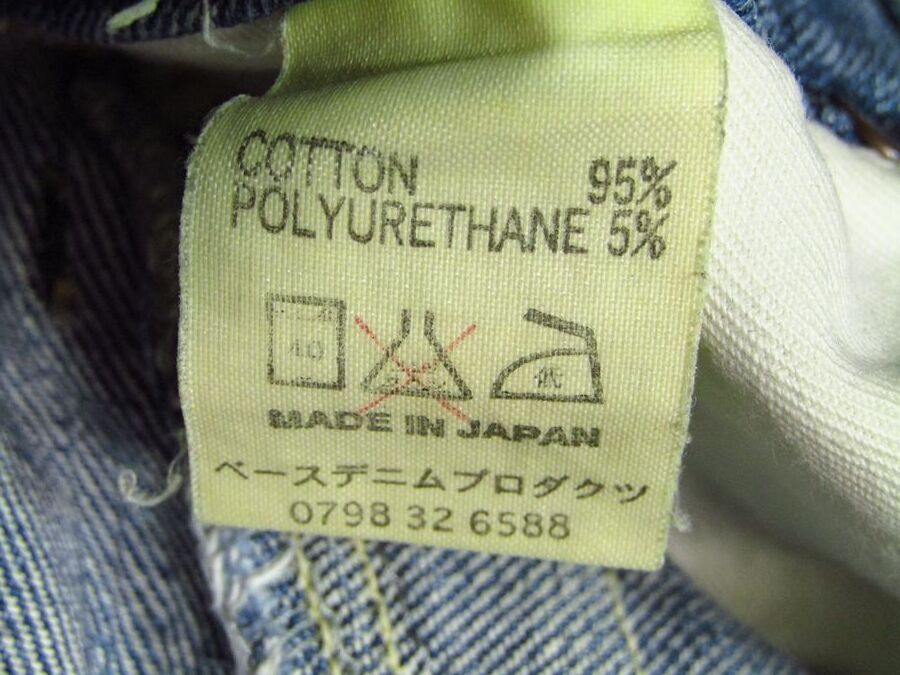 COTTON 95%
POLYURETHANE 5%
40 低
MADE IN JAPAN
ベースデニムプロダクツ
0798 32 6588